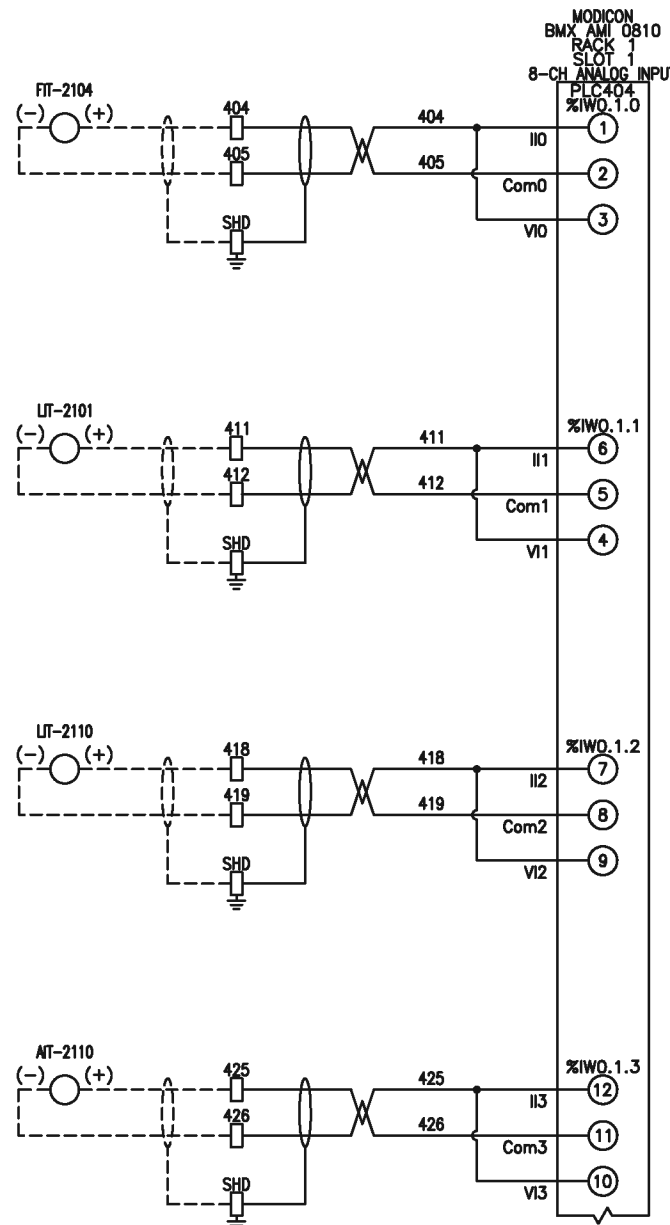 MODICON
BMX AMI 0810
RACK 1
SLOT 1
8-CH ANALOG INPUT
PLC404
%IW0.1.0
FIT-2104
(-) (+)
404
404
II0
1
405
405
Com0
2
SHD
VI0
3
LIT-2101
(-) (+)
411
411
%IW0.1.1
II1
6
412
412
Com1
5
SHD
VI1
4
LIT-2110
(-) (+)
418
418
%IW0.1.2
II2
7
419
419
Com2
8
SHD
VI2
9
AIT-2110
(-) (+)
425
425
%IW0.1.3
II3
12
426
426
Com3
11
SHD
VI3
10